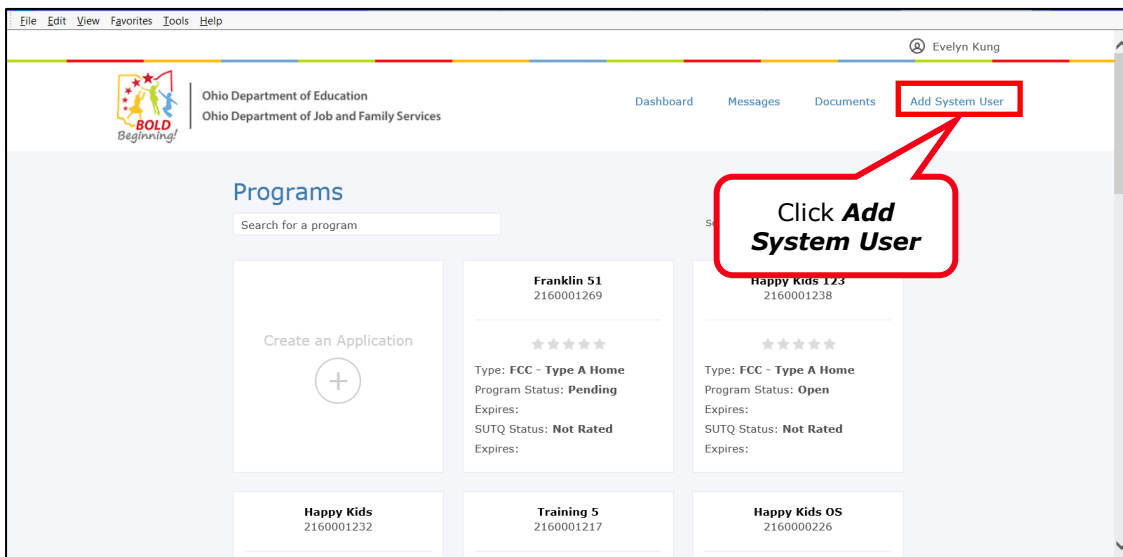 File Edit View Favorites Tools Help
Evelyn Kung
BOLD
Beginning!
Ohio Department of Education
Ohio Department of Job and Family Services
Dashboard Messages Documents Add System User
Programs
Search for a program
Click Add
System User
Create an Application
Franklin 51
2160001269
Type: FCC - Type A Home
Program Status: Pending
Expires:
SUTQ Status: Not Rated
Expires:
Happy Kids 123
2160001238
Type: FCC - Type A Home
Program Status: Open
Expires:
SUTQ Status: Not Rated
Expires:
Happy Kids
2160001232
Training 5
2160001217
Happy Kids OS
2160000226